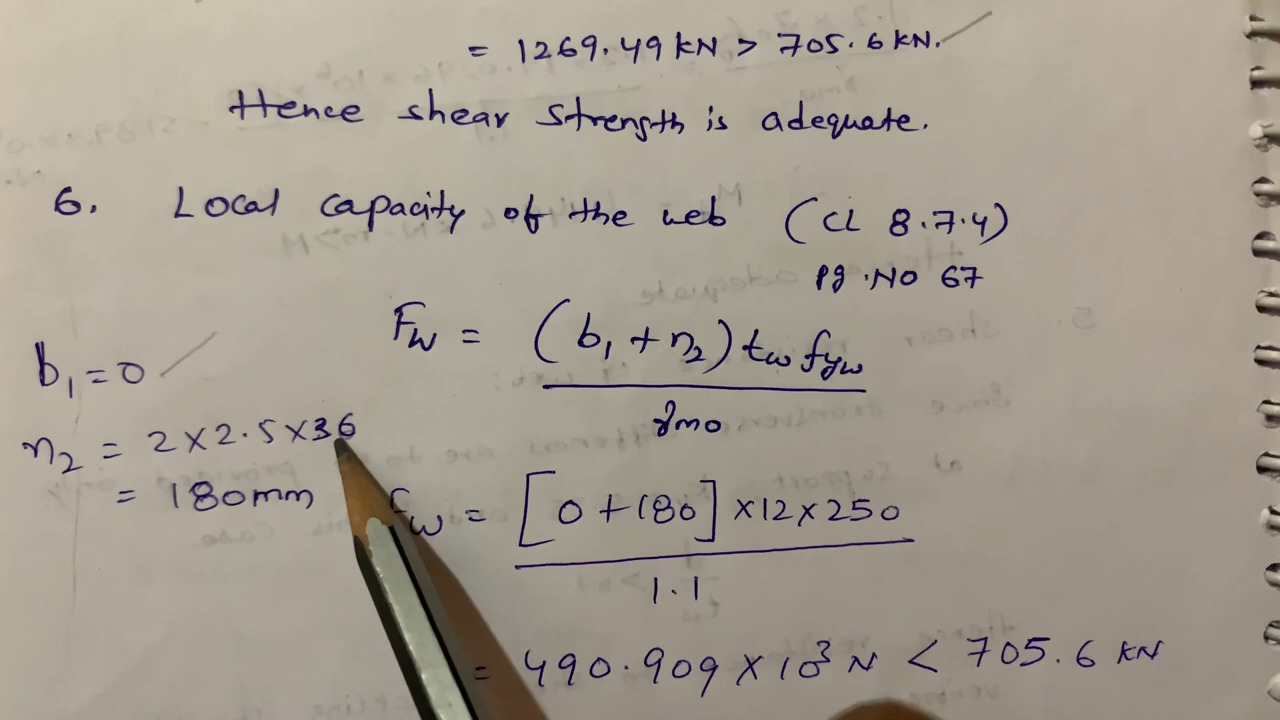 = 1269.49 kN > 705.6 kN.
Hence shear strength is adequate.
6. Local capacity of the web (cl 8.7.4)
Pg.No 67
Fw = (b1 + n2) tw fyw
γm0
b1 = 0
n2 = 2 × 2.5 × 36
= 180mm
Fw = [0 + 180] × 12 × 250
1.1
= 490.909 × 10³ N < 705.6 kN